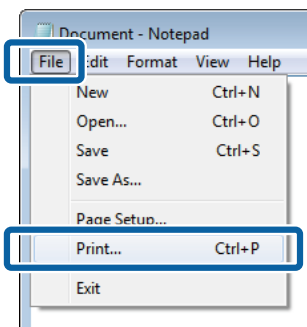 Document - Notepad
File Edit Format View Help
New Ctrl+N
Open... Ctrl+O
Save Ctrl+S
Save As...
Page Setup...
Print... Ctrl+P
Exit